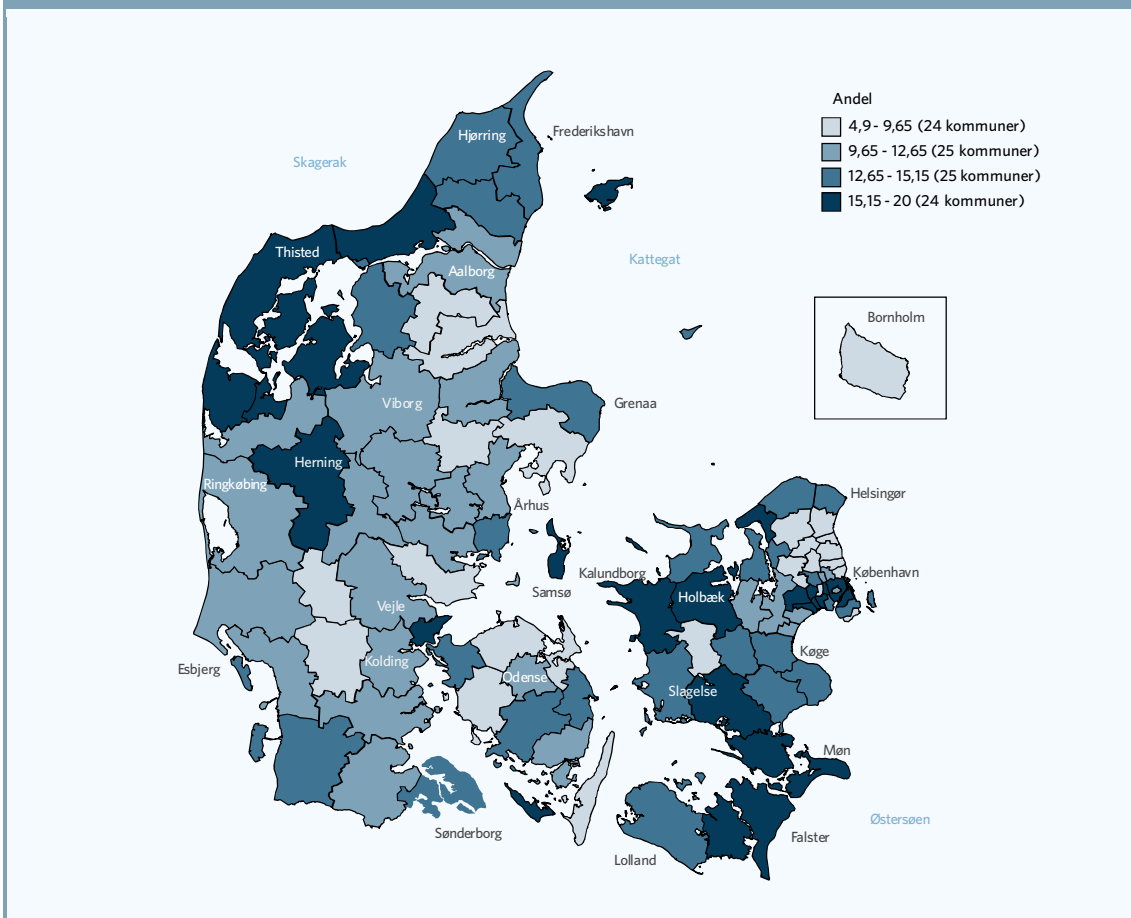 Andel
4,9 - 9,65 (24 kommuner)
9,65 - 12,65 (25 kommuner)
12,65 - 15,15 (25 kommuner)
15,15 - 20 (24 kommuner)
Hjørring
Frederikshavn
Skagerak
Thisted
Kattegat
Aalborg
Bornholm
Viborg
Grenaa
Herning
Ringkøbing
Helsingør
Århus
Kalundborg
København
Samsø
Holbæk
Vejle
Køge
Kolding
Esbjerg
Odense
Slagelse
Møn
Østersøen
Sønderborg
Falster
Lolland